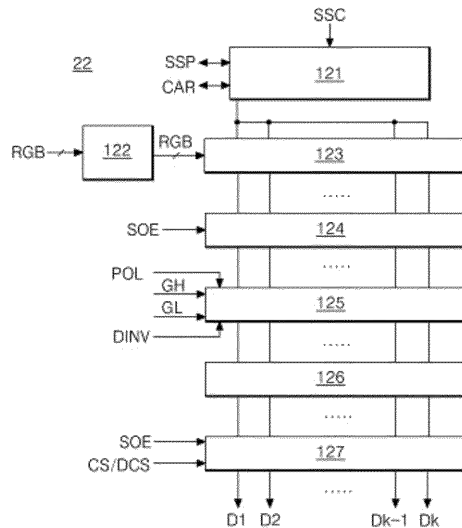 SSC
22
SSP
121
CAR
RGB
122
RGB
123
.....
SOE
124
.....
POL
GH
125
GL
DINV
.....
126
.....
SOE
127
CS/DCS
.....
D1 D2 Dk-1 Dk